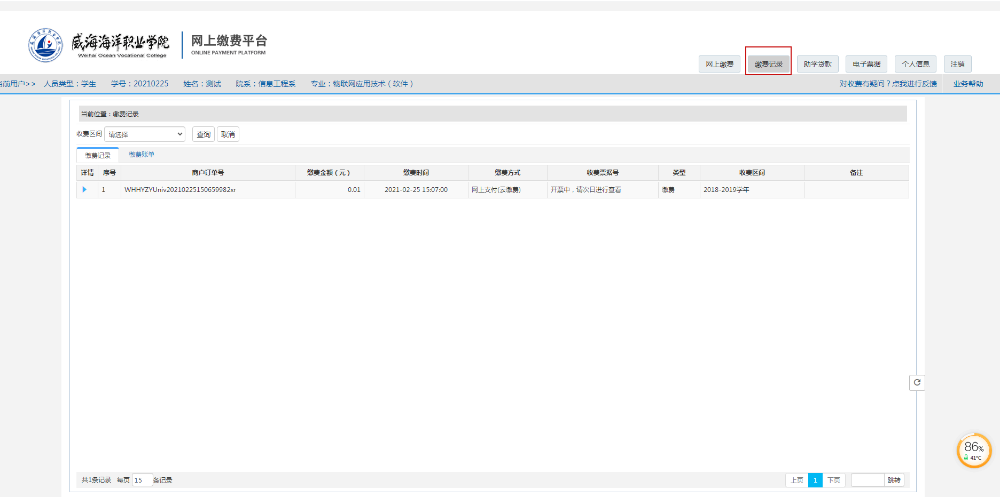 威海海洋职业学院
Weihai Ocean Vocational College
网上缴费平台
ONLINE PAYMENT PLATFORM
网上缴费 缴费记录 助学贷款 电子票据 个人信息 注销
前用户>> 人员类型：学生 学号：20210225 姓名：测试 院系：信息工程系 专业：物联网应用技术（软件） 对收费有疑问？点我进行反馈 业务帮助
当前位置：缴费记录
收费区间 请选择 查询 取消
缴费记录 缴费账单
详情 序号 商户订单号 缴费金额（元） 缴费时间 缴费方式 收费票据号 类型 收费区间 备注
1 WHHYZYUniv20210225150659982xr 0.01 2021-02-25 15:07:00 网上支付(云缴费) 开票中，请次日进行查看 缴费 2018-2019学年
86%
41°C
共1条记录 每页 15 条记录 上页 1 下页 跳转